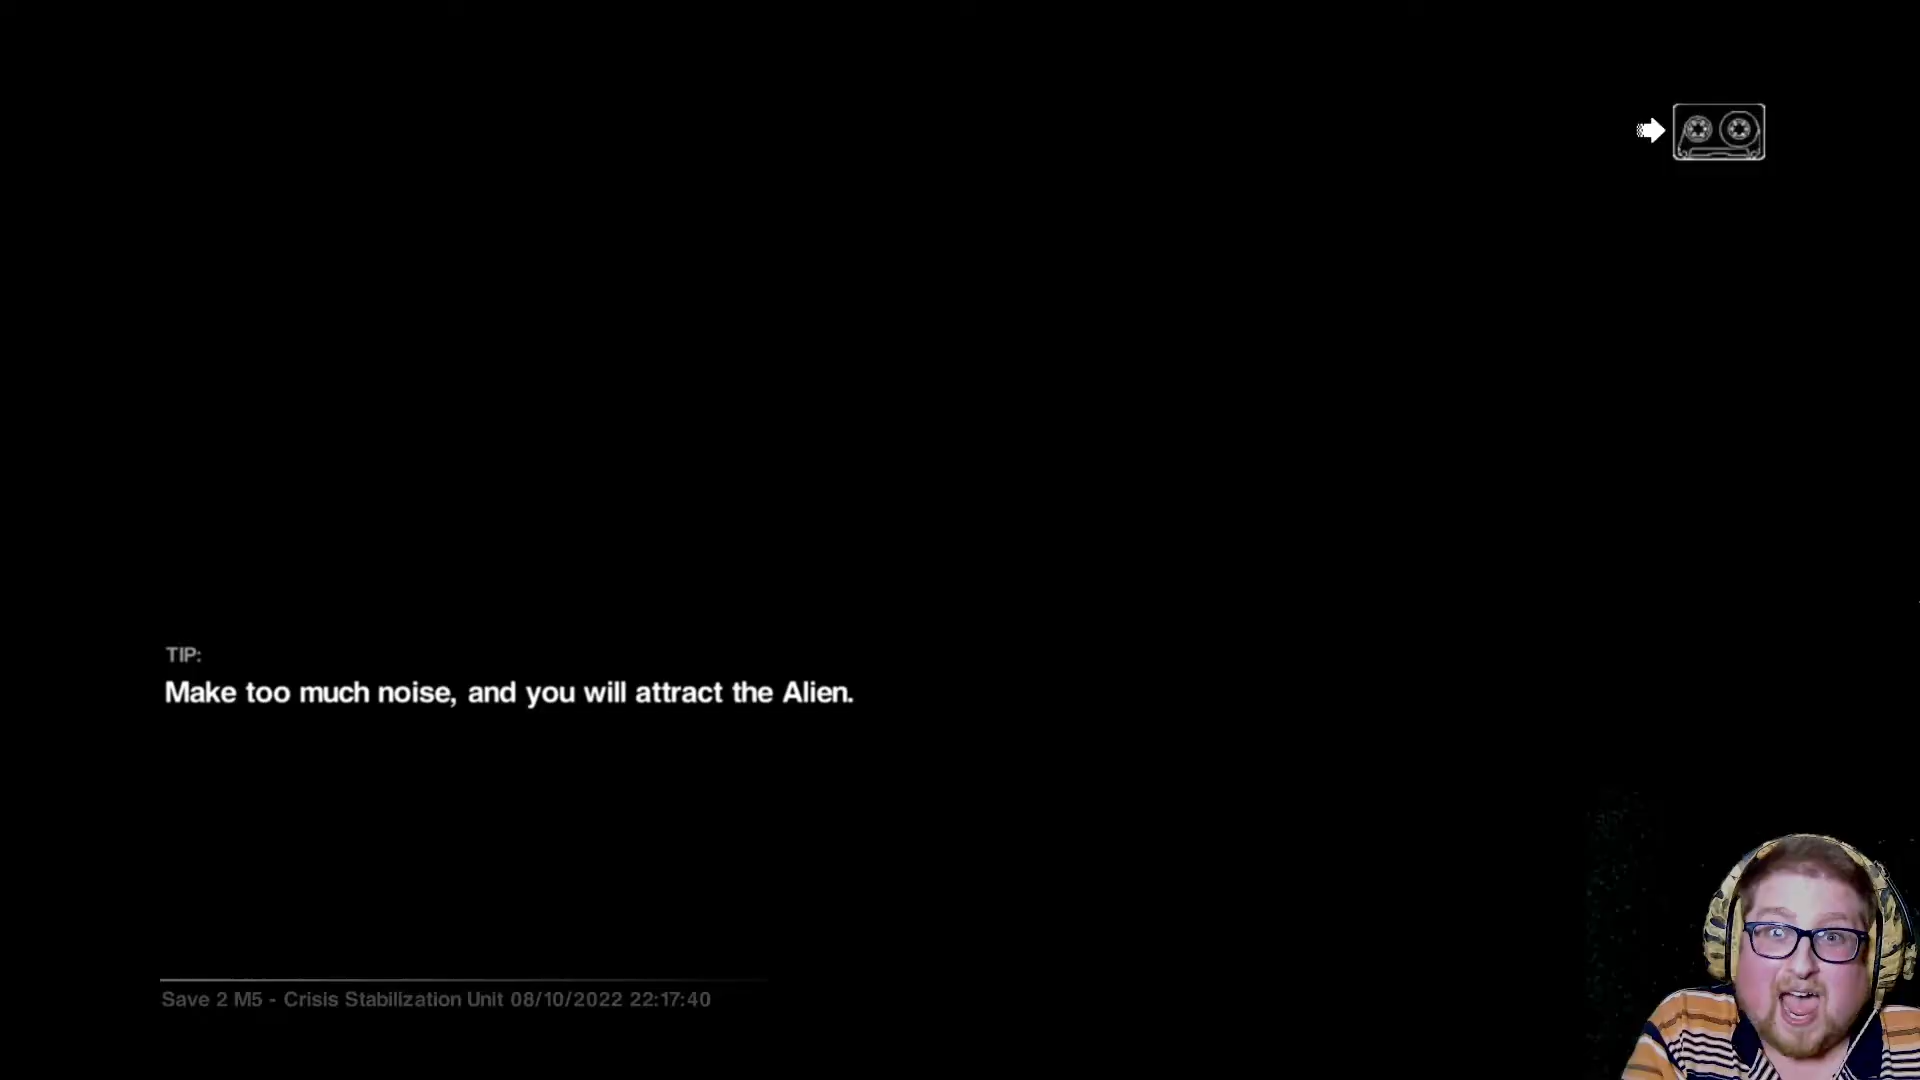 TIP:
Make too much noise, and you will attract the Alien.
Save 2 M5 - Crisis Stabilization Unit 08/10/2022 22:17:40